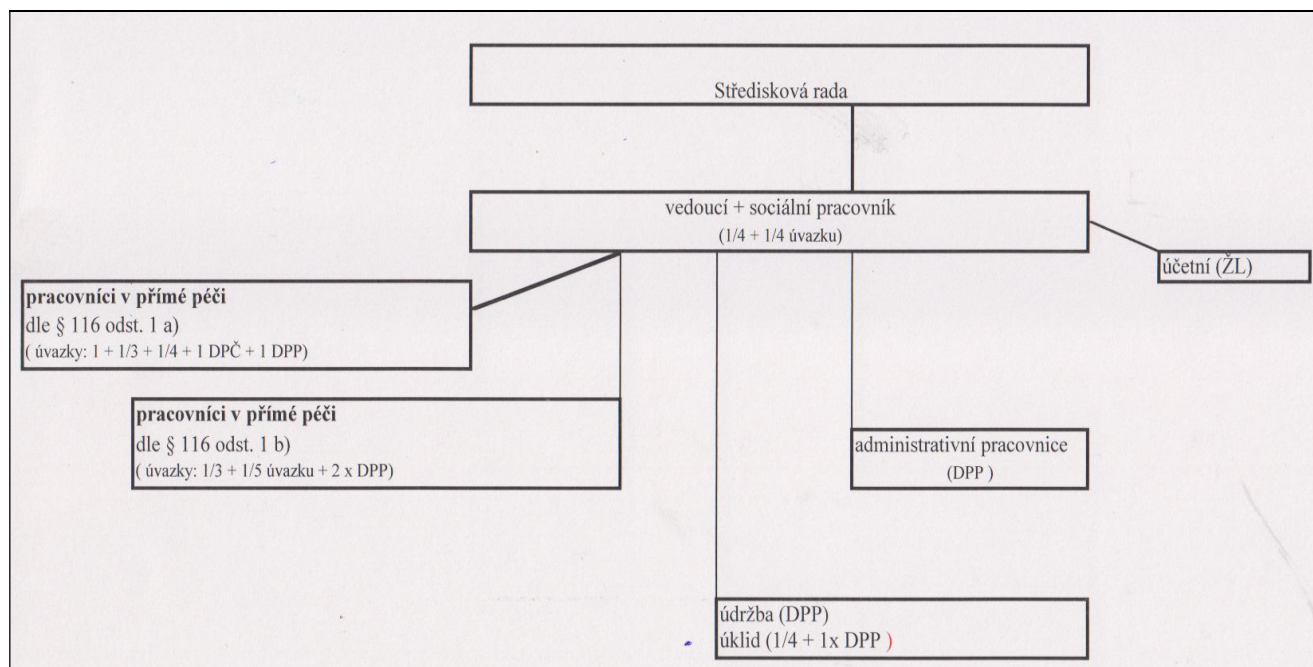 Středisková rada
vedoucí + sociální pracovník
(1/4 + 1/4 úvazku)
účetní (ŽL)
pracovníci v přímé péči
dle § 116 odst. 1 a)
( úvazky: 1 + 1/3 + 1/4 + 1 DPČ + 1 DPP)
pracovníci v přímé péči
dle § 116 odst. 1 b)
( úvazky: 1/3 + 1/5 úvazku + 2 x DPP)
administrativní pracovnice
(DPP )
údržba (DPP)
úklid (1/4 + 1x DPP )